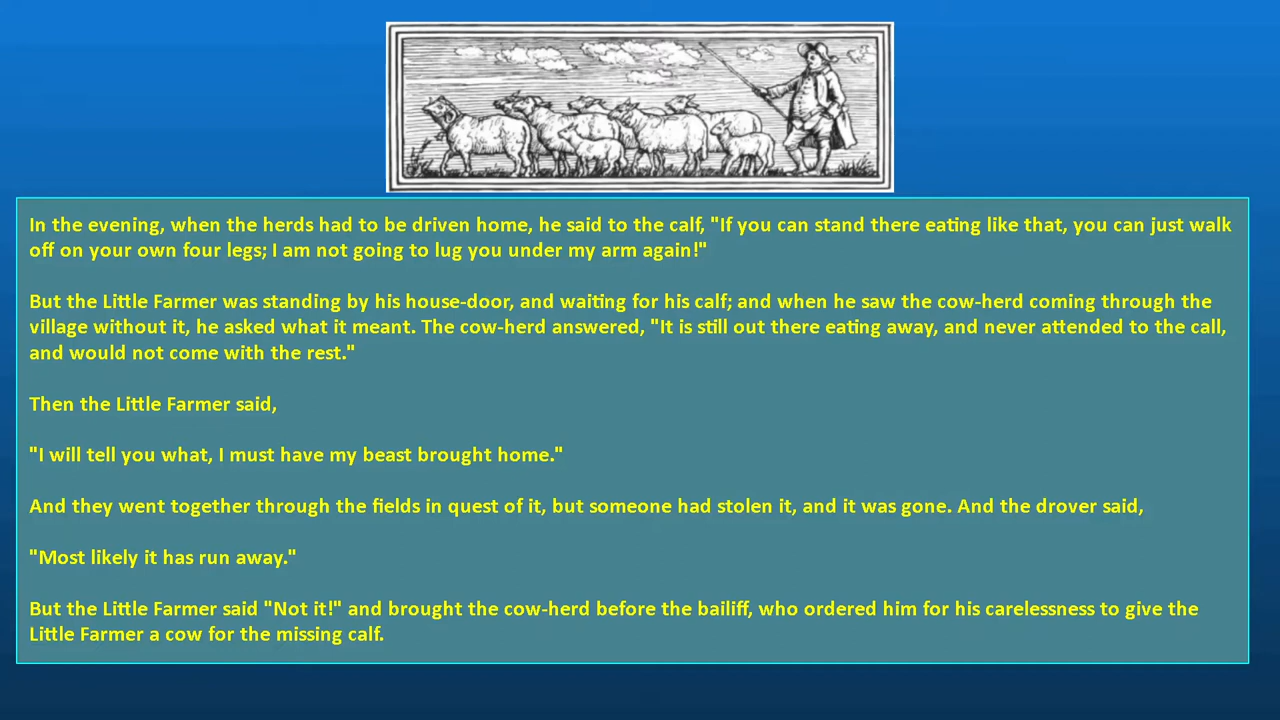 In the evening, when the herds had to be driven home, he said to the calf, "If you can stand there eating like that, you can just walk
off on your own four legs; I am not going to lug you under my arm again!"
But the Little Farmer was standing by his house-door, and waiting for his calf; and when he saw the cow-herd coming through the
village without it, he asked what it meant. The cow-herd answered, "It is still out there eating away, and never attended to the call,
and would not come with the rest."
Then the Little Farmer said,
"I will tell you what, I must have my beast brought home."
And they went together through the fields in quest of it, but someone had stolen it, and it was gone. And the drover said,
"Most likely it has run away."
But the Little Farmer said "Not it!" and brought the cow-herd before the bailiff, who ordered him for his carelessness to give the
Little Farmer a cow for the missing calf.